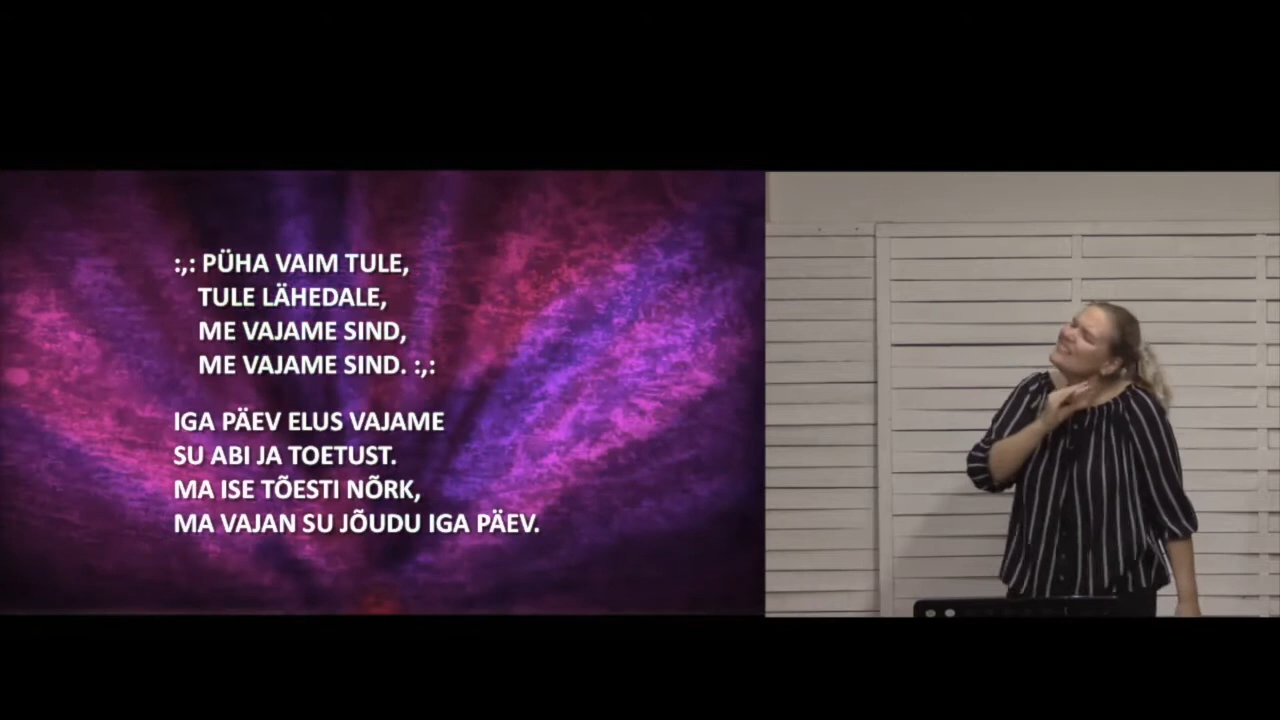 :,: PÜHA VAIM TULE,
TULE LÄHEDALE,
ME VAJAME SIND,
ME VAJAME SIND. :,:
IGA PÄEV ELUS VAJAME
SU ABI JA TOETUST.
MA ISE TÕESTI NÕRK,
MA VAJAN SU JÕUDU IGA PÄEV.